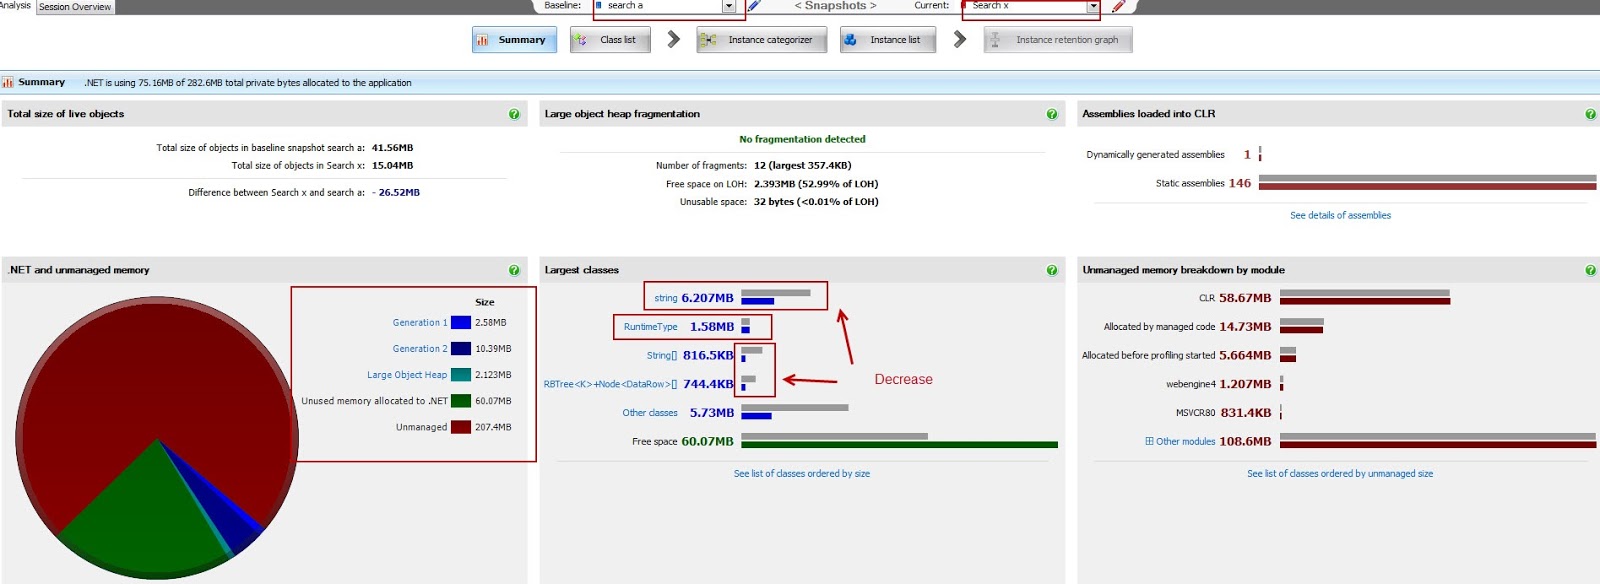 Analysis Session Overview Baseline: search a < Snapshots > Current: Search x
Summary Class list Instance categorizer Instance list Instance retention graph
Summary .NET is using 75.16MB of 282.6MB total private bytes allocated to the application
Total size of live objects
Total size of objects in baseline snapshot search a: 41.56MB
Total size of objects in Search x: 15.04MB
Difference between Search x and search a: - 26.52MB
Large object heap fragmentation
No fragmentation detected
Number of fragments: 12 (largest 357.4KB)
Free space on LOH: 2.393MB (52.99% of LOH)
Unusable space: 32 bytes (<0.01% of LOH)
Assemblies loaded into CLR
Dynamically generated assemblies 1
Static assemblies 146
See details of assemblies
.NET and unmanaged memory
Size
Generation 1 2.58MB
Generation 2 10.39MB
Large Object Heap 2.123MB
Unused memory allocated to .NET 60.07MB
Unmanaged 207.4MB
Largest classes
string 6.207MB
RuntimeType 1.58MB
String[] 816.5KB
RBTree<K>+Node<DataRow>[] 744.4KB
Decrease
Other classes 5.73MB
Free space 60.07MB
See list of classes ordered by size
Unmanaged memory breakdown by module
CLR 58.67MB
Allocated by managed code 14.73MB
Allocated before profiling started 5.664MB
webengine4 1.207MB
MSVCR80 831.4KB
Other modules 108.6MB
See list of classes ordered by unmanaged size